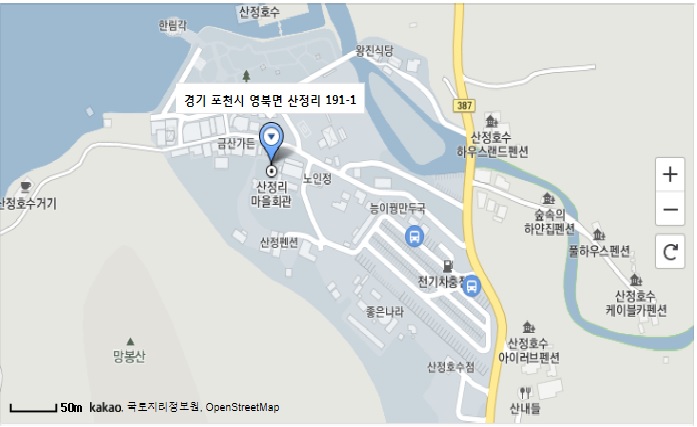 산정호수
한림각
왕진식당
경기 포천시 영북면 산정리 191-1
387
산정호수
하우스랜드펜션
금산가든
산정리
마을회관
노인정
산정호수거기
능이꿩만두국
숲속의
하얀집펜션
산정펜션
풀하우스펜션
전기차충전
산정호수
케이블카펜션
좋은나라
산정호수
아이러브펜션
망봉산
산정호수점
산내들
50m kakao. 국토지리정보원, OpenStreetMap